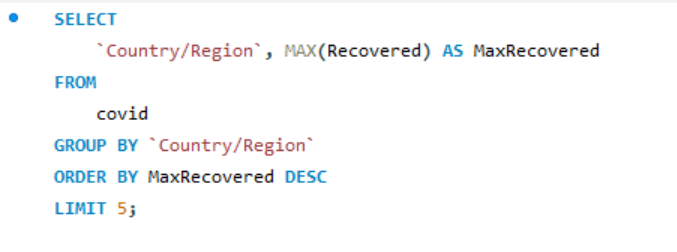 SELECT
`Country/Region`, MAX(Recovered) AS MaxRecovered
FROM
covid
GROUP BY `Country/Region`
ORDER BY MaxRecovered DESC
LIMIT 5;